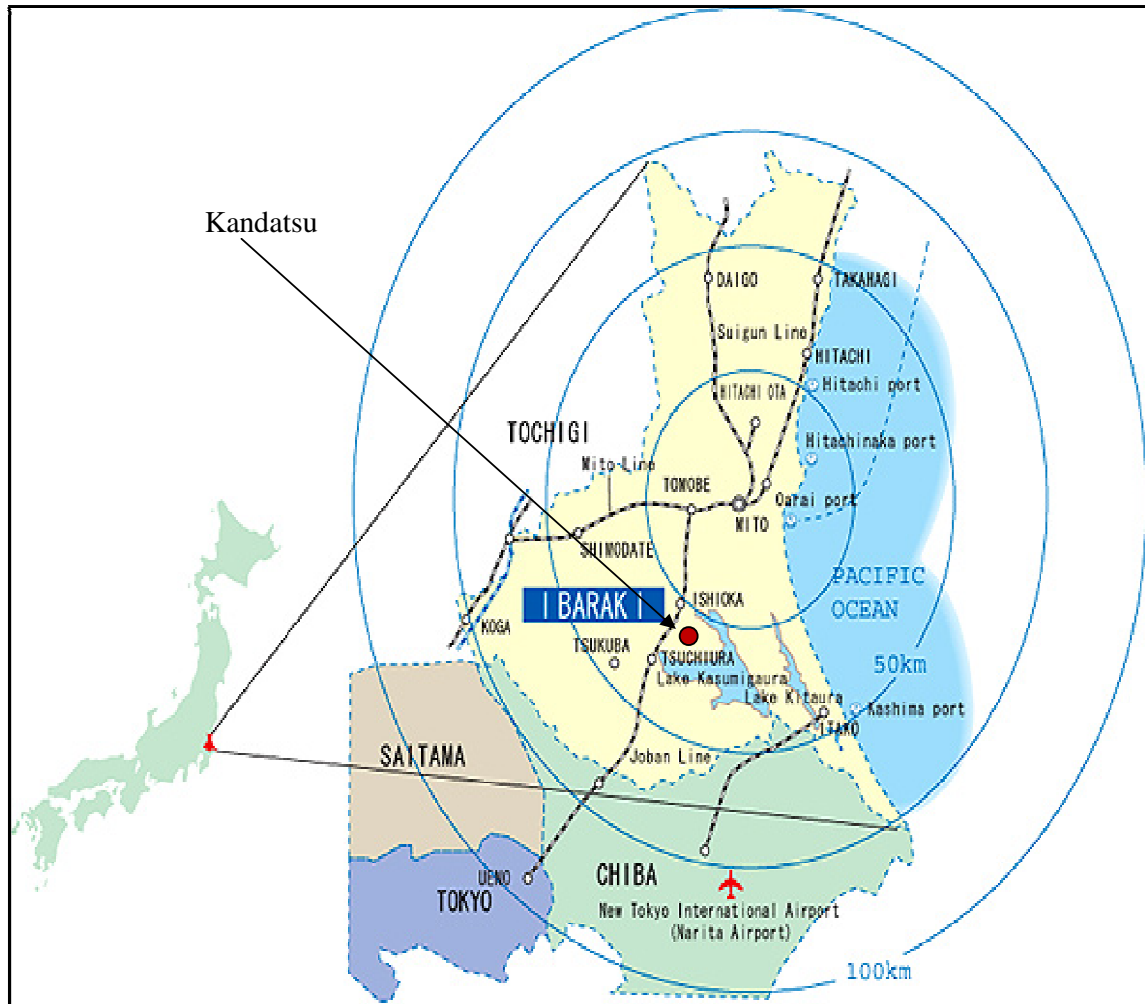 Kandatsu
DAIGO
TAKAHAGI
Suigun Line
HITACHI
HITACHI OTA
Hitachi port
TOCHIGI
Hitachinaka port
Mito Line
TOMOBE
Oarai port
MITO
SHIMODATE
PACIFIC
OCEAN
IBARAKI
ISHIOKA
KOGA
TSUKUBA
TSUCHIURA
50km
Lake Kasumigaura
Lake Kitaura
Kashima port
ITAKO
SAITAMA
Joban Line
UENO
CHIBA
TOKYO
New Tokyo International Airport
(Narita Airport)
100km